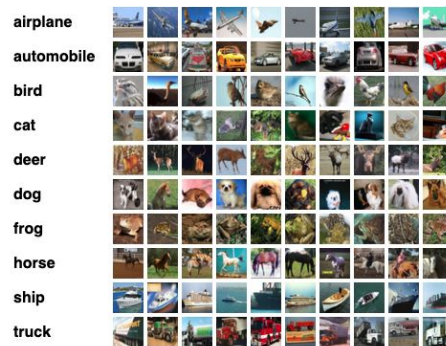 airplane
automobile
bird
cat
deer
dog
frog
horse
ship
truck